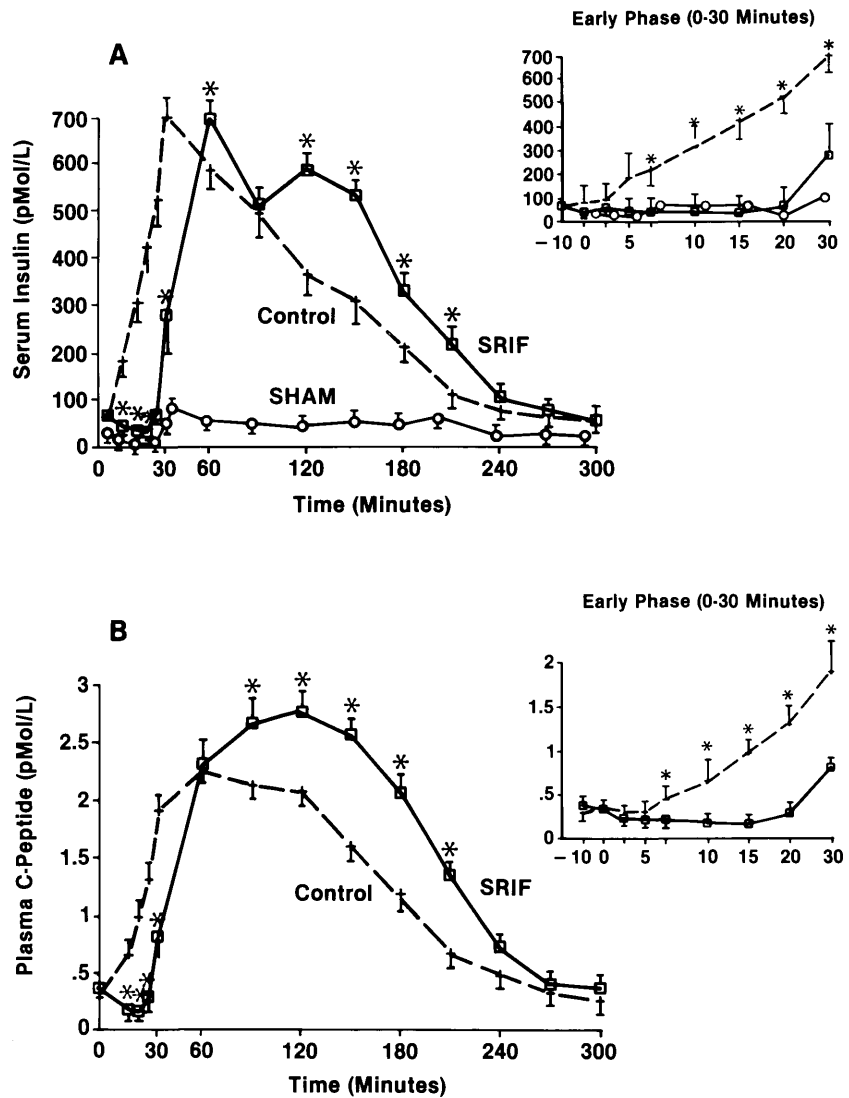 Early Phase (0-30 Minutes)
A
700
600
500
400
300
200
100
0
Serum Insulin (pMol/L)
Control
SRIF
SHAM
0 30 60 120 180 240 300
Time (Minutes)
700
600
500
400
300
200
100
0
-10 0 5 10 15 20 30
* * * * *
* * * * * * * * *
Early Phase (0-30 Minutes)
B
3
2.5
2
1.5
1
.5
0
Plasma C-Peptide (pMol/L)
Control
SRIF
0 30 60 120 180 240 300
Time (Minutes)
2
1.5
1
.5
0
-10 0 5 10 15 20 30
* * * * *
* * * * * * * * *